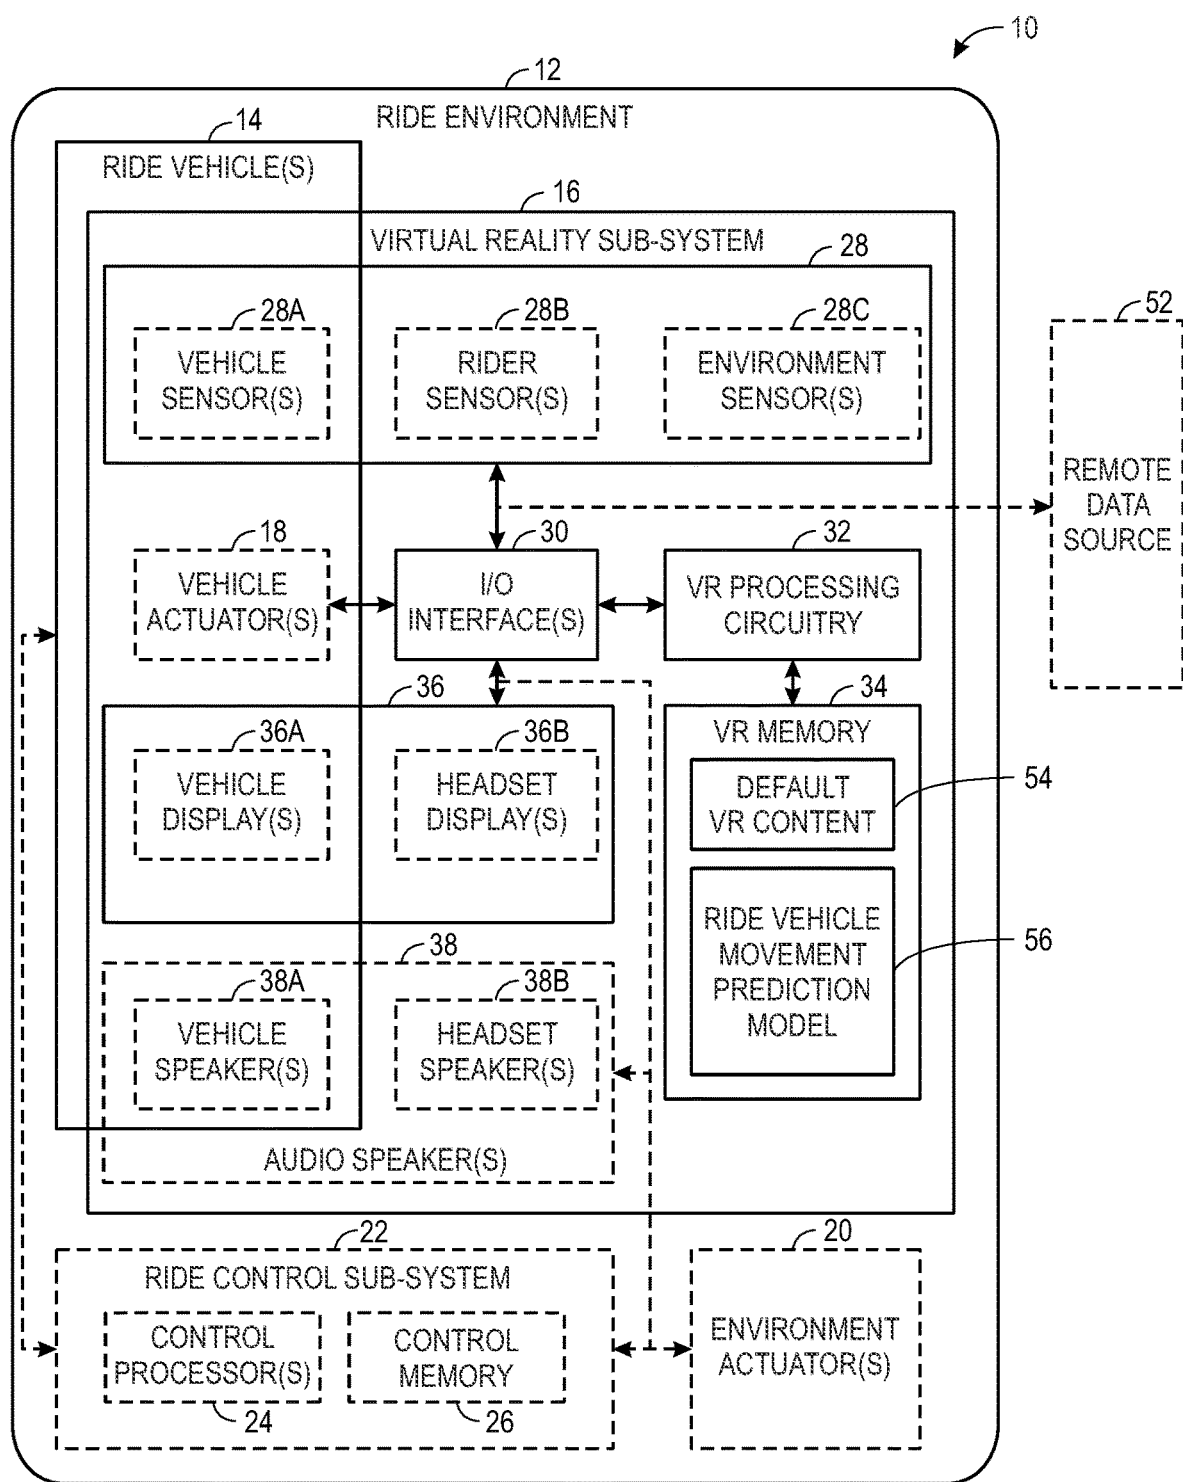 10
12
RIDE ENVIRONMENT
14
RIDE VEHICLE(S)
16
VIRTUAL REALITY SUB-SYSTEM
28
28A
VEHICLE
SENSOR(S)
28B
RIDER
SENSOR(S)
28C
ENVIRONMENT
SENSOR(S)
52
REMOTE
DATA
SOURCE
18
VEHICLE
ACTUATOR(S)
30
I/O
INTERFACE(S)
32
VR PROCESSING
CIRCUITRY
36
36A
VEHICLE
DISPLAY(S)
36B
HEADSET
DISPLAY(S)
34
VR MEMORY
DEFAULT
VR CONTENT
54
RIDE VEHICLE
MOVEMENT
PREDICTION
MODEL
56
38
38A
VEHICLE
SPEAKER(S)
38B
HEADSET
SPEAKER(S)
AUDIO SPEAKER(S)
22
RIDE CONTROL SUB-SYSTEM
CONTROL
PROCESSOR(S)
24
CONTROL
MEMORY
26
20
ENVIRONMENT
ACTUATOR(S)